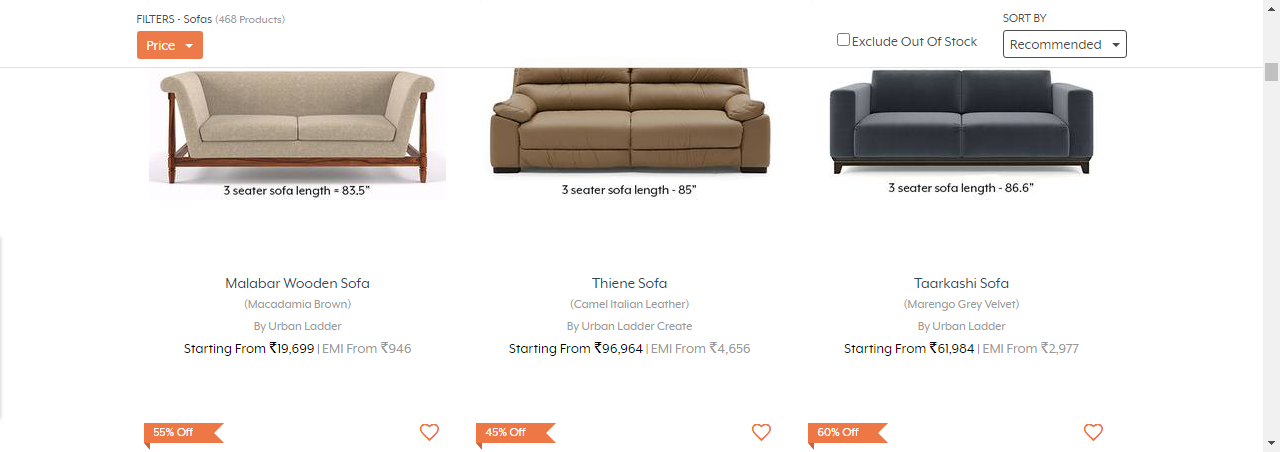 FILTERS - Sofas (468 Products)
Price
Exclude Out Of Stock
SORT BY
Recommended
3 seater sofa length = 83.5"
3 seater sofa length - 85"
3 seater sofa length - 86.6"
Malabar Wooden Sofa
(Macadamia Brown)
By Urban Ladder
Starting From ₹19,699 | EMI From ₹946
Thiene Sofa
(Camel Italian Leather)
By Urban Ladder Create
Starting From ₹96,964 | EMI From ₹4,656
Taarkashi Sofa
(Marengo Grey Velvet)
By Urban Ladder
Starting From ₹61,984 | EMI From ₹2,977
55% Off
45% Off
60% Off